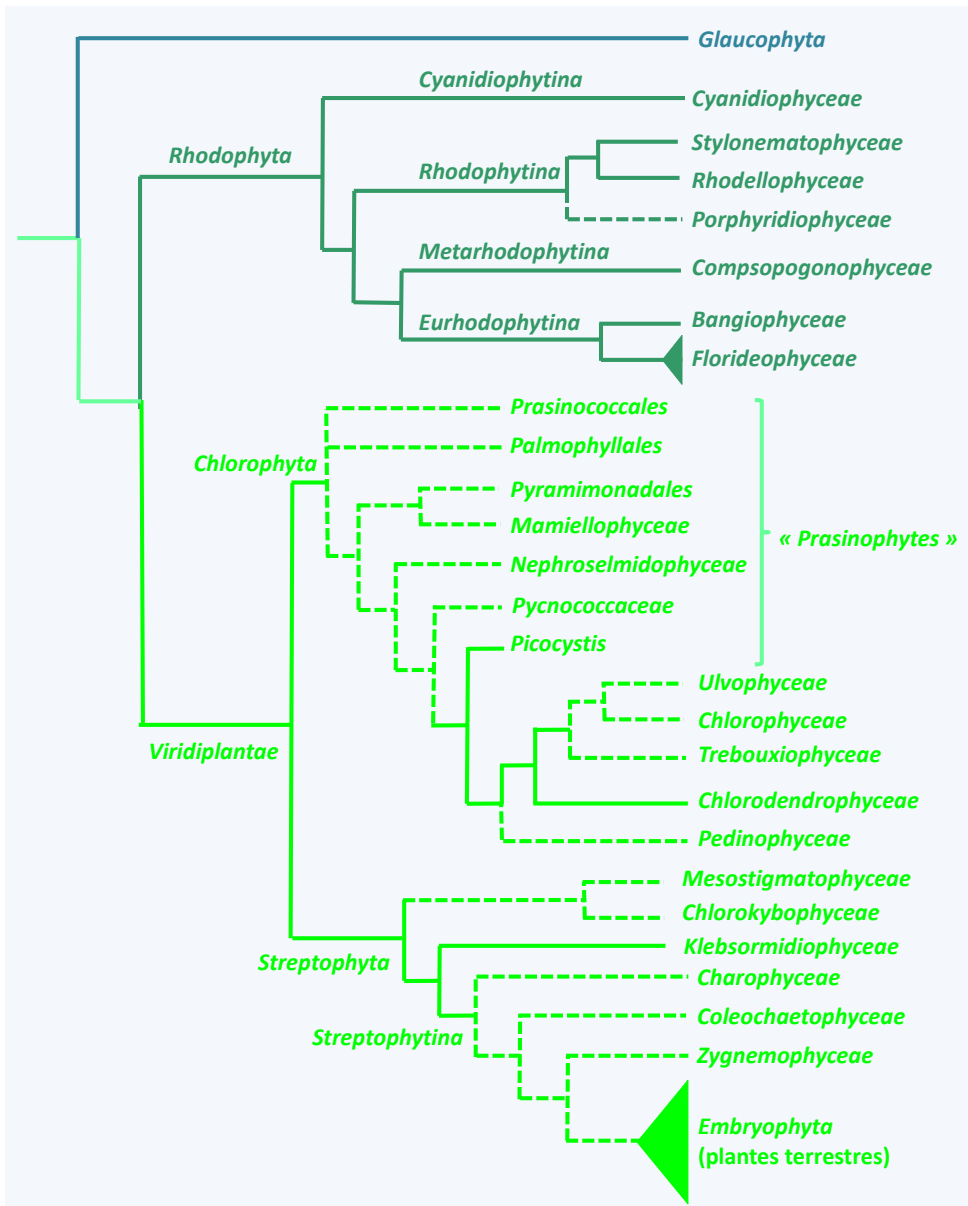 Glaucophyta
Cyanidiophytina
Cyanidiophyceae
Stylonematophyceae
Rhodophyta
Rhodophytina
Rhodellophyceae
Porphyridiophyceae
Metarhodophytina
Compsopogonophyceae
Eurhodophytina
Bangiophyceae
Florideophyceae
Prasinococcales
Chlorophyta
Palmophyllales
Pyramimonadales
Mamiellophyceae
« Prasinophytes »
Nephroselmidophyceae
Pycnococcaceae
Picocystis
Ulvophyceae
Chlorophyceae
Viridiplantae
Trebouxiophyceae
Chlorodendrophyceae
Pedinophyceae
Mesostigmatophyceae
Chlorokybophyceae
Klebsormidiophyceae
Streptophyta
Charophyceae
Coleochaetophyceae
Streptophytina
Zygnemophyceae
Embryophyta
(plantes terrestres)